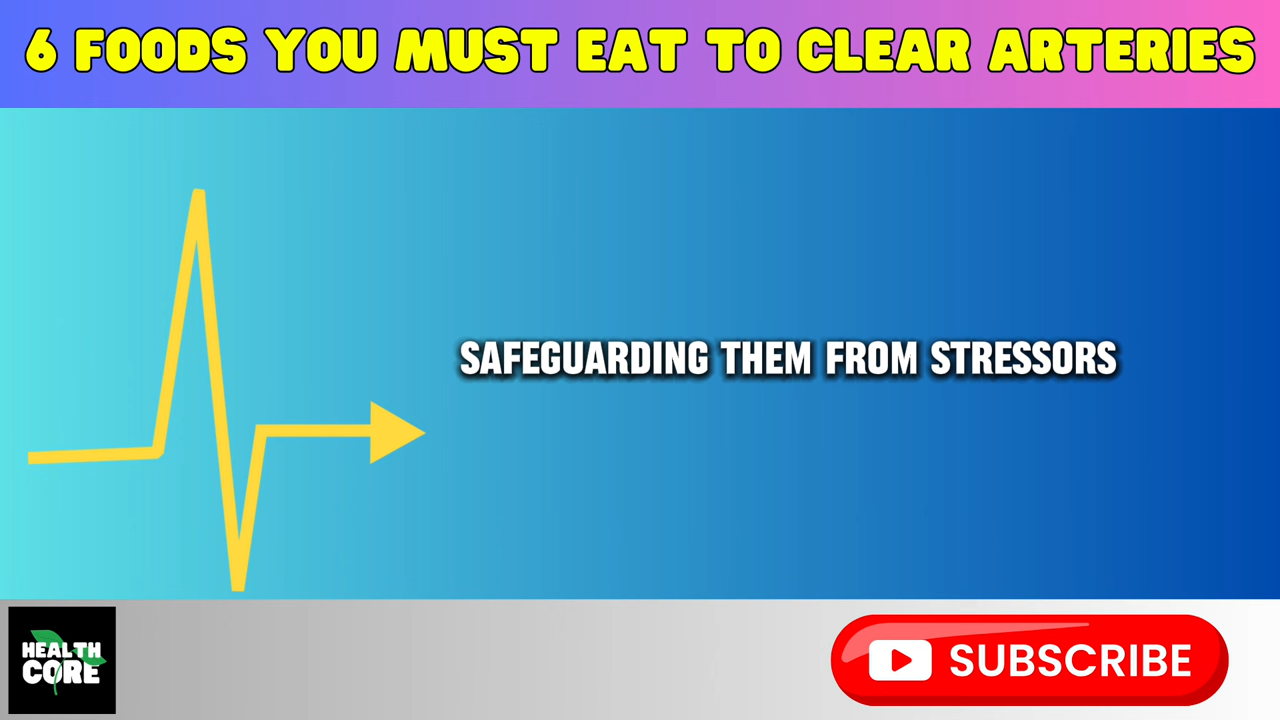 6 FOODS YOU MUST EAT TO CLEAR ARTERIES
SAFEGUARDING THEM FROM STRESSORS
HEALTH
CORE
SUBSCRIBE